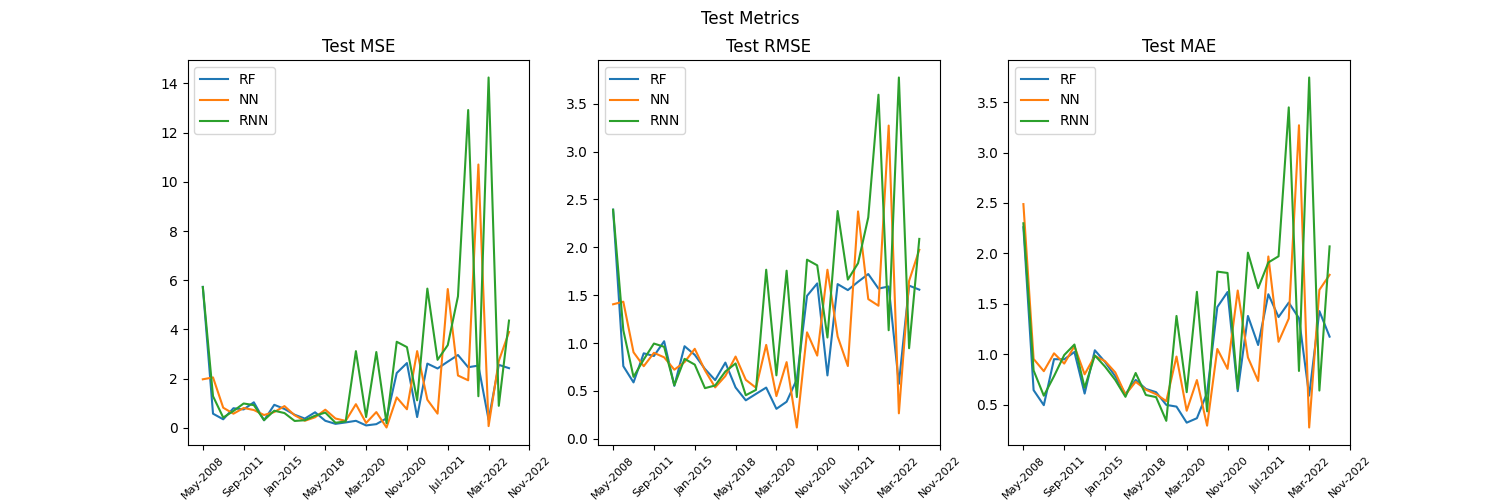 Test Metrics
Test MSE
RF
NN
RNN
14
12
10
8
6
4
2
0
May-2008
Sep-2011
Jan-2015
May-2018
Mar-2020
Nov-2020
Jul-2021
Mar-2022
Nov-2022
Test RMSE
RF
NN
RNN
3.5
3.0
2.5
2.0
1.5
1.0
0.5
0.0
May-2008
Sep-2011
Jan-2015
May-2018
Mar-2020
Nov-2020
Jul-2021
Mar-2022
Nov-2022
Test MAE
RF
NN
RNN
3.5
3.0
2.5
2.0
1.5
1.0
0.5
May-2008
Sep-2011
Jan-2015
May-2018
Mar-2020
Nov-2020
Jul-2021
Mar-2022
Nov-2022